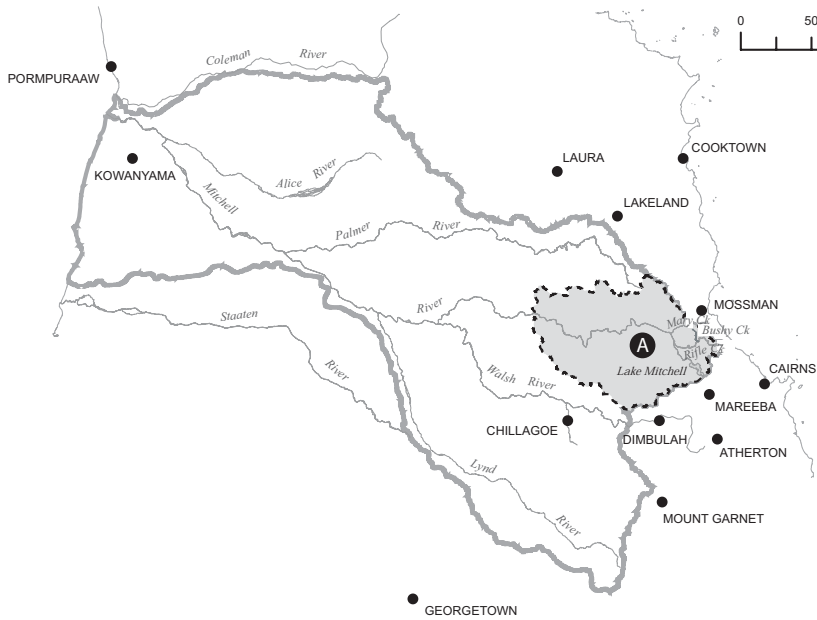 0 50
Coleman River
PORMPURAAW
COOKTOWN
LAURA
KOWANYAMA
Alice River
Mitchell
LAKELAND
Palmer River
River
MOSSMAN
Staaten
Mary Ck
Bushy Ck
A
Rifle Ck
Lake Mitchell
River
Walsh River
CAIRNS
MAREEBA
CHILLAGOE
DIMBULAH
ATHERTON
Lynd
River
MOUNT GARNET
GEORGETOWN